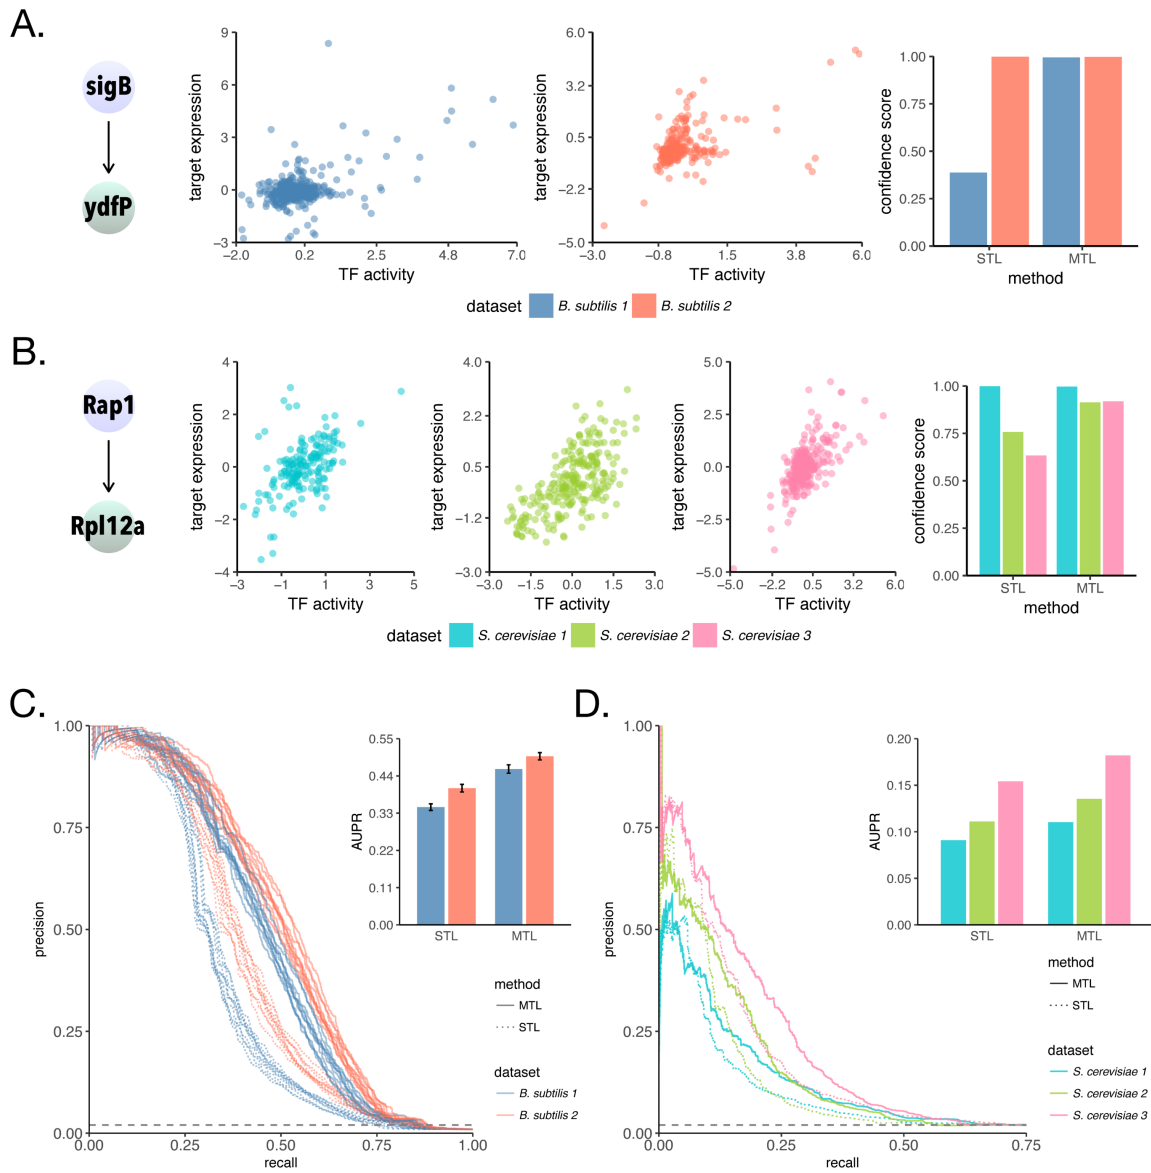 A.
sigB
ydfP
target expression
9
6
3
0
−3
−2.0 0.2 2.5 4.8 7.0
TF activity
target expression
6.0
3.2
0.5
−2.2
−5.0
−3.0 −0.8 1.5 3.8 6.0
TF activity
confidence score
1.00
0.75
0.50
0.25
0.00
STL MTL
method
dataset B. subtilis 1 B. subtilis 2
B.
Rap1
Rpl12a
target expression
4
2
0
−2
−4
−3 −1 1 3 5
TF activity
target expression
4.0
2.2
0.5
−1.2
−3.0
−3.0 −1.5 0.0 1.5 3.0
TF activity
target expression
5.0
2.5
0.0
−2.5
−5.0
−5.0 −2.2 0.5 3.2 6.0
TF activity
confidence score
1.00
0.75
0.50
0.25
0.00
STL MTL
method
dataset S. cerevisiae 1 S. cerevisiae 2 S. cerevisiae 3
C.
precision
1.00
0.75
0.50
0.25
0.00
0.00 0.25 0.50 0.75 1.00
recall
AUPR
0.55
0.44
0.33
0.22
0.11
0.00
STL MTL
method
MTL
STL
dataset
B. subtilis 1
B. subtilis 2
D.
precision
1.00
0.75
0.50
0.25
0.00
0.00 0.25 0.50 0.75
recall
AUPR
0.20
0.15
0.10
0.05
0.00
STL MTL
method
MTL
STL
dataset
S. cerevisiae 1
S. cerevisiae 2
S. cerevisiae 3